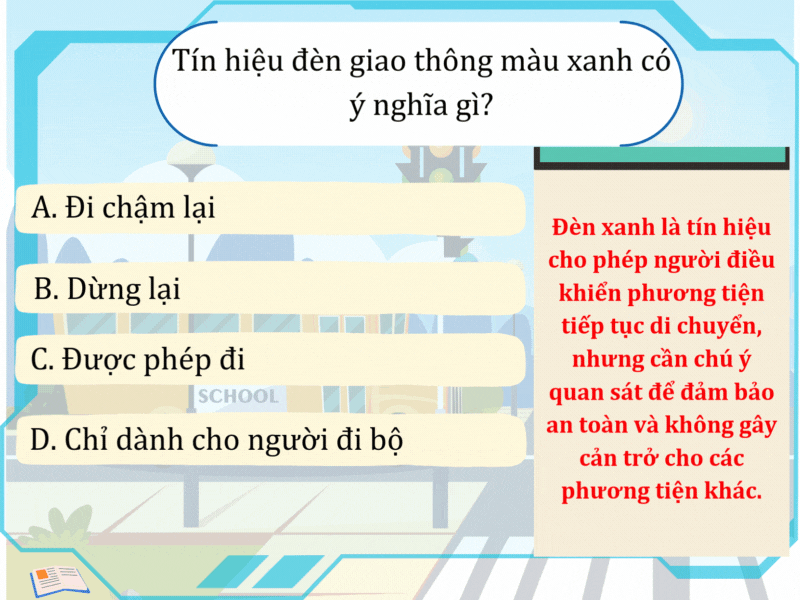 Tín hiệu đèn giao thông màu xanh có
ý nghĩa gì?
A. Đi chậm lại
B. Dừng lại
C. Được phép đi
D. Chỉ dành cho người đi bộ
SCHOOL
Đèn xanh là tín hiệu
cho phép người điều
khiển phương tiện
tiếp tục di chuyển,
nhưng cần chú ý
quan sát để đảm bảo
an toàn và không gây
cản trở cho các
phương tiện khác.